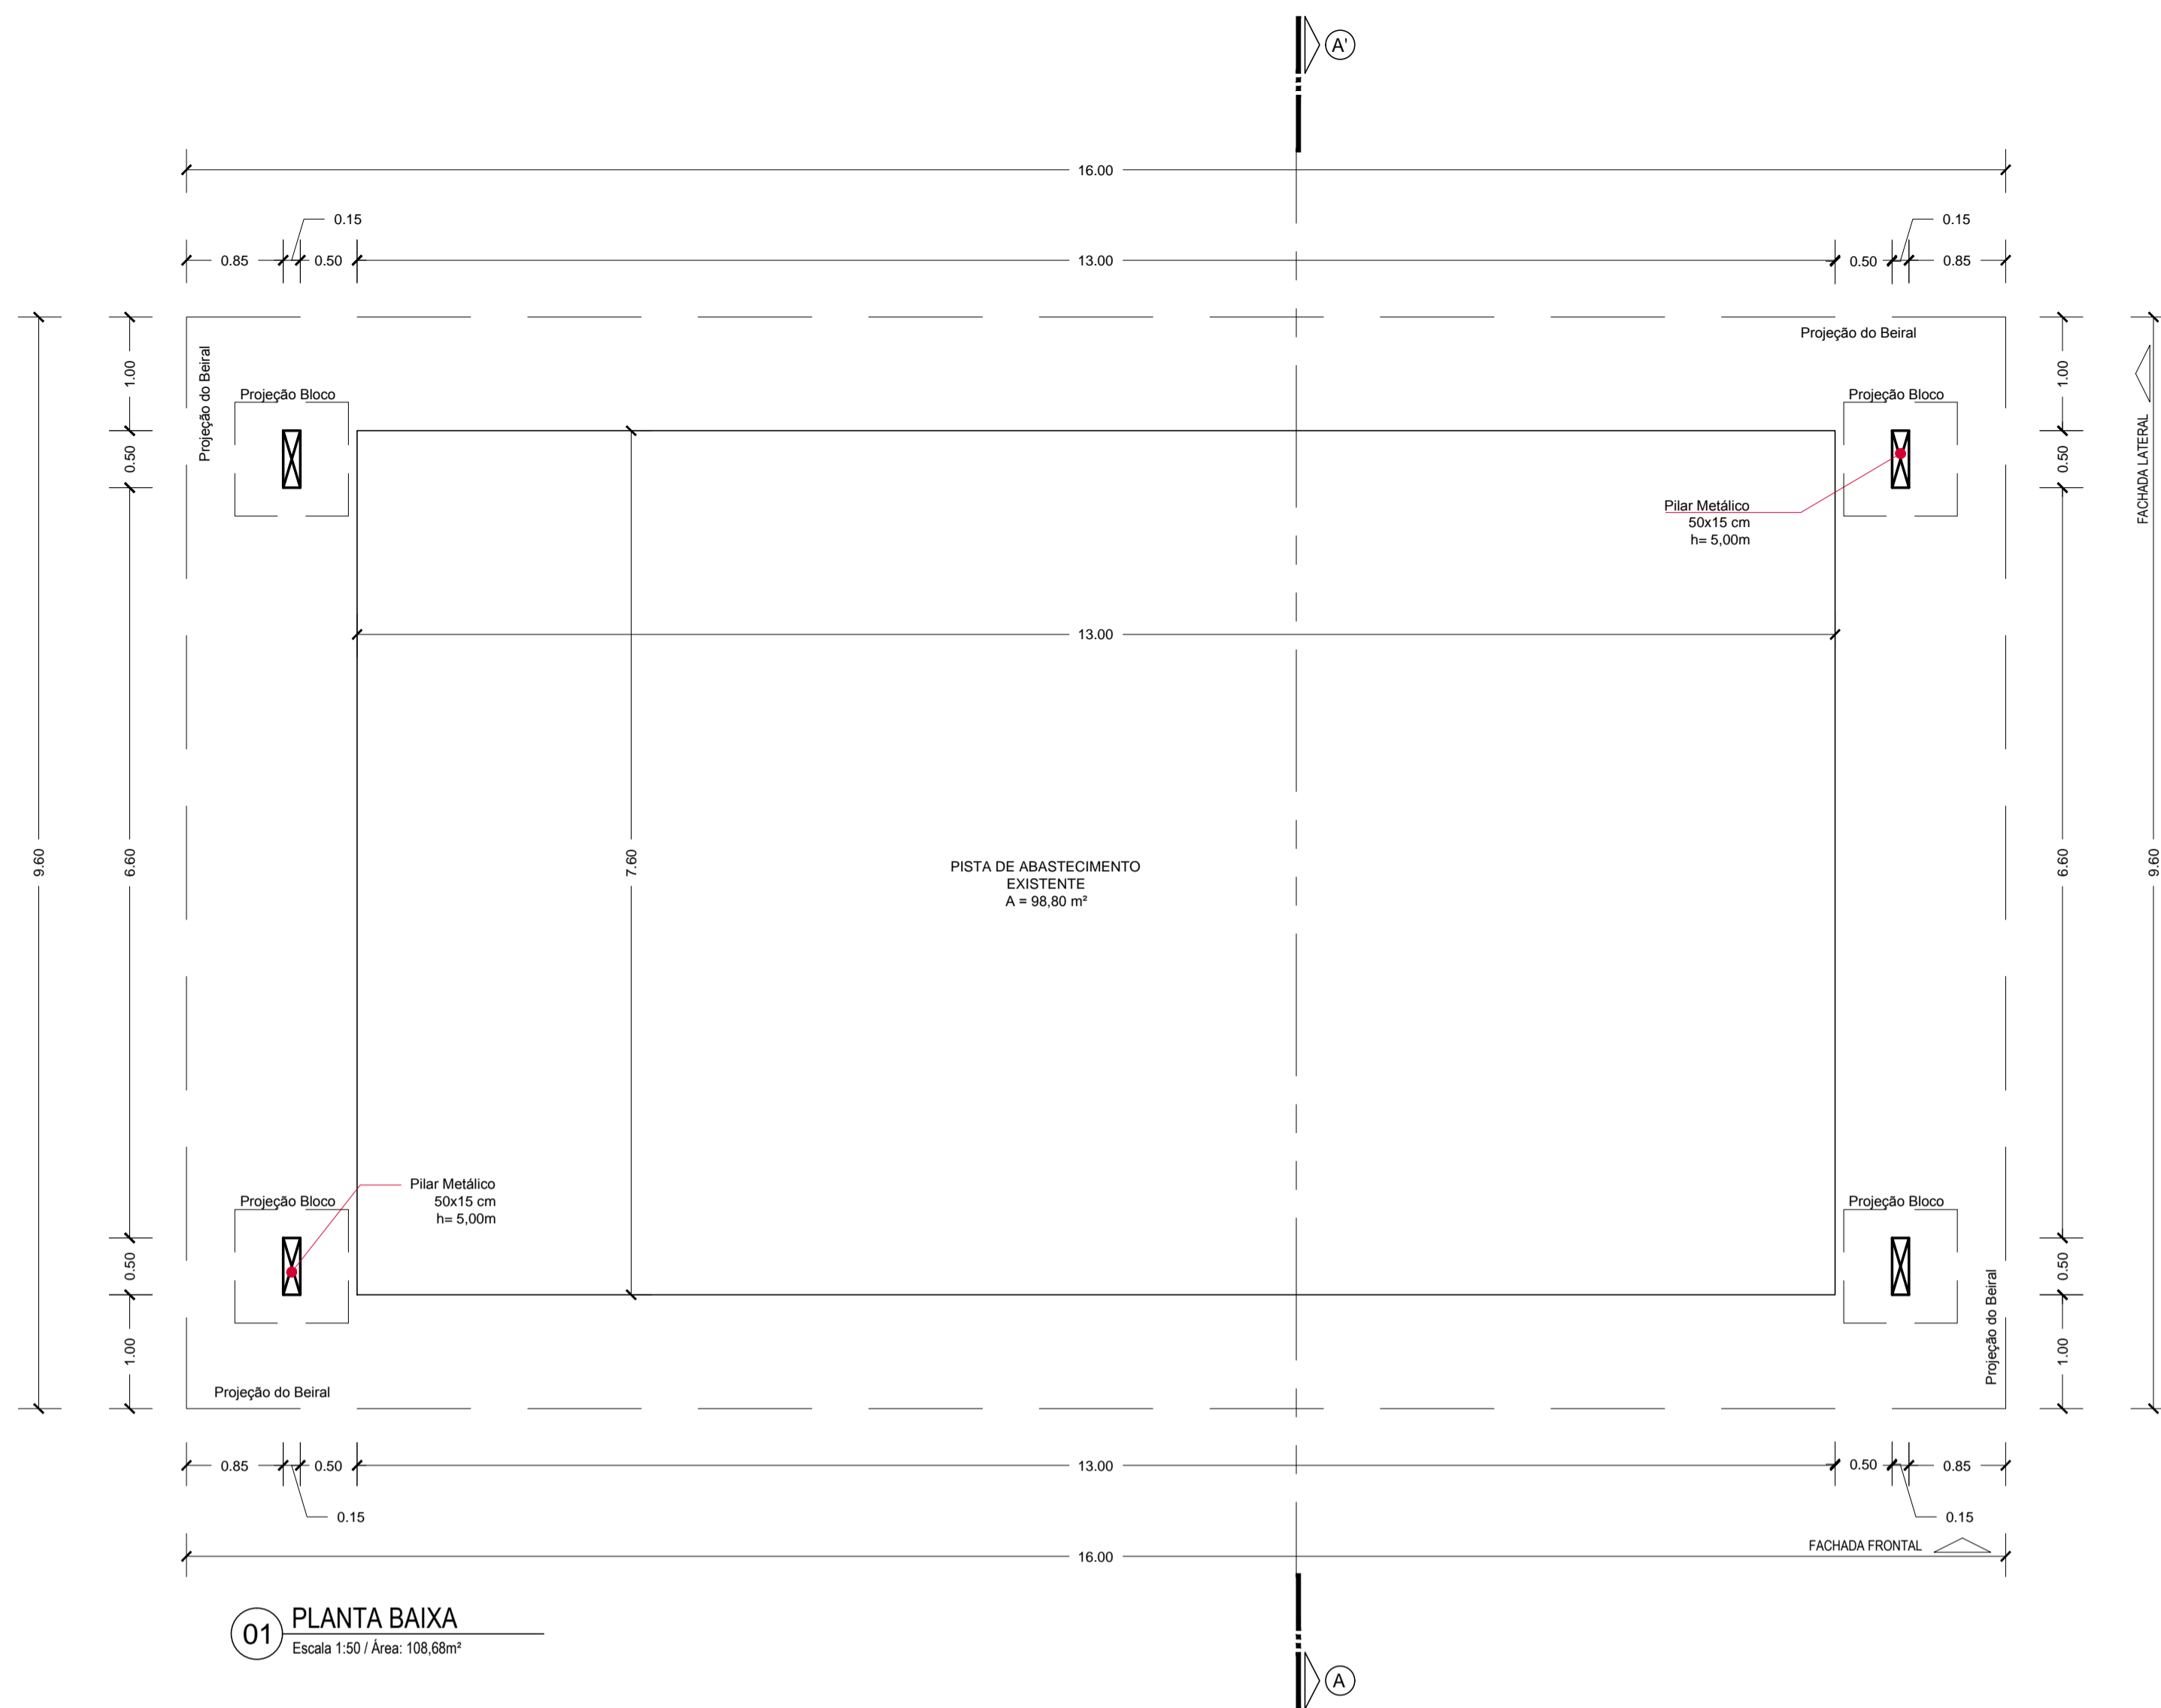 A'
16.00
0.15
0.15
0.85
0.50
13.00
0.50
0.85
Projeção do Beiral
Projeção do Beiral
1.00
1.00
Projeção Bloco
Projeção Bloco
FACHADA LATERAL
0.50
0.50
Pilar Metálico
50x15 cm
h= 5,00m
13.00
9.60
6.60
7.60
PISTA DE ABASTECIMENTO
EXISTENTE
A = 98,80 m²
6.60
9.60
Pilar Metálico
50x15 cm
h= 5,00m
Projeção Bloco
Projeção Bloco
0.50
0.50
Projeção do Beiral
1.00
1.00
Projeção do Beiral
0.85
0.50
13.00
0.50
0.85
0.15
0.15
FACHADA FRONTAL
16.00
01
PLANTA BAIXA
Escala 1:50 / Área: 108,68m²
A